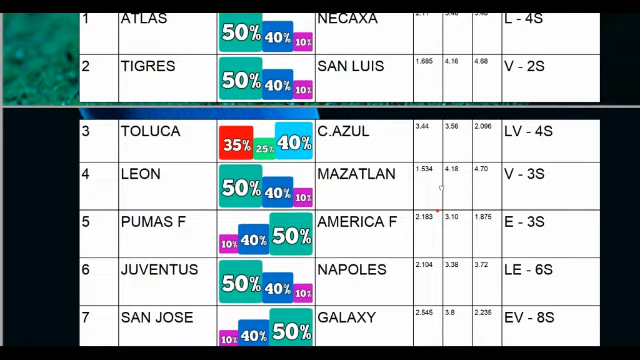 1 ATLAS 50% 40% 10% NECAXA L - 4S
2 TIGRES 50% 40% 10% SAN LUIS 1.685 4.16 4.68 V - 2S
3 TOLUCA 35% 25% 40% C.AZUL 3.44 3.56 2.096 LV - 4S
4 LEON 50% 40% 10% MAZATLAN 1.534 4.18 4.70 V - 3S
5 PUMAS F 10% 40% 50% AMERICA F 2.183 3.10 1.875 E - 3S
6 JUVENTUS 50% 40% 10% NAPOLES 2.104 3.38 3.72 LE - 6S
7 SAN JOSE 10% 40% 50% GALAXY 2.545 3.8 2.235 EV - 8S